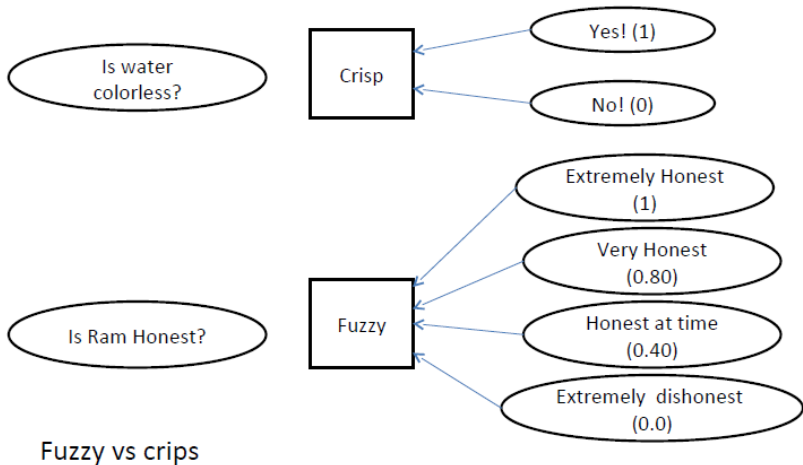 Is water
colorless?
Crisp
Yes! (1)
No! (0)
Is Ram Honest?
Fuzzy
Extremely Honest
(1)
Very Honest
(0.80)
Honest at time
(0.40)
Extremely dishonest
(0.0)
Fuzzy vs crips